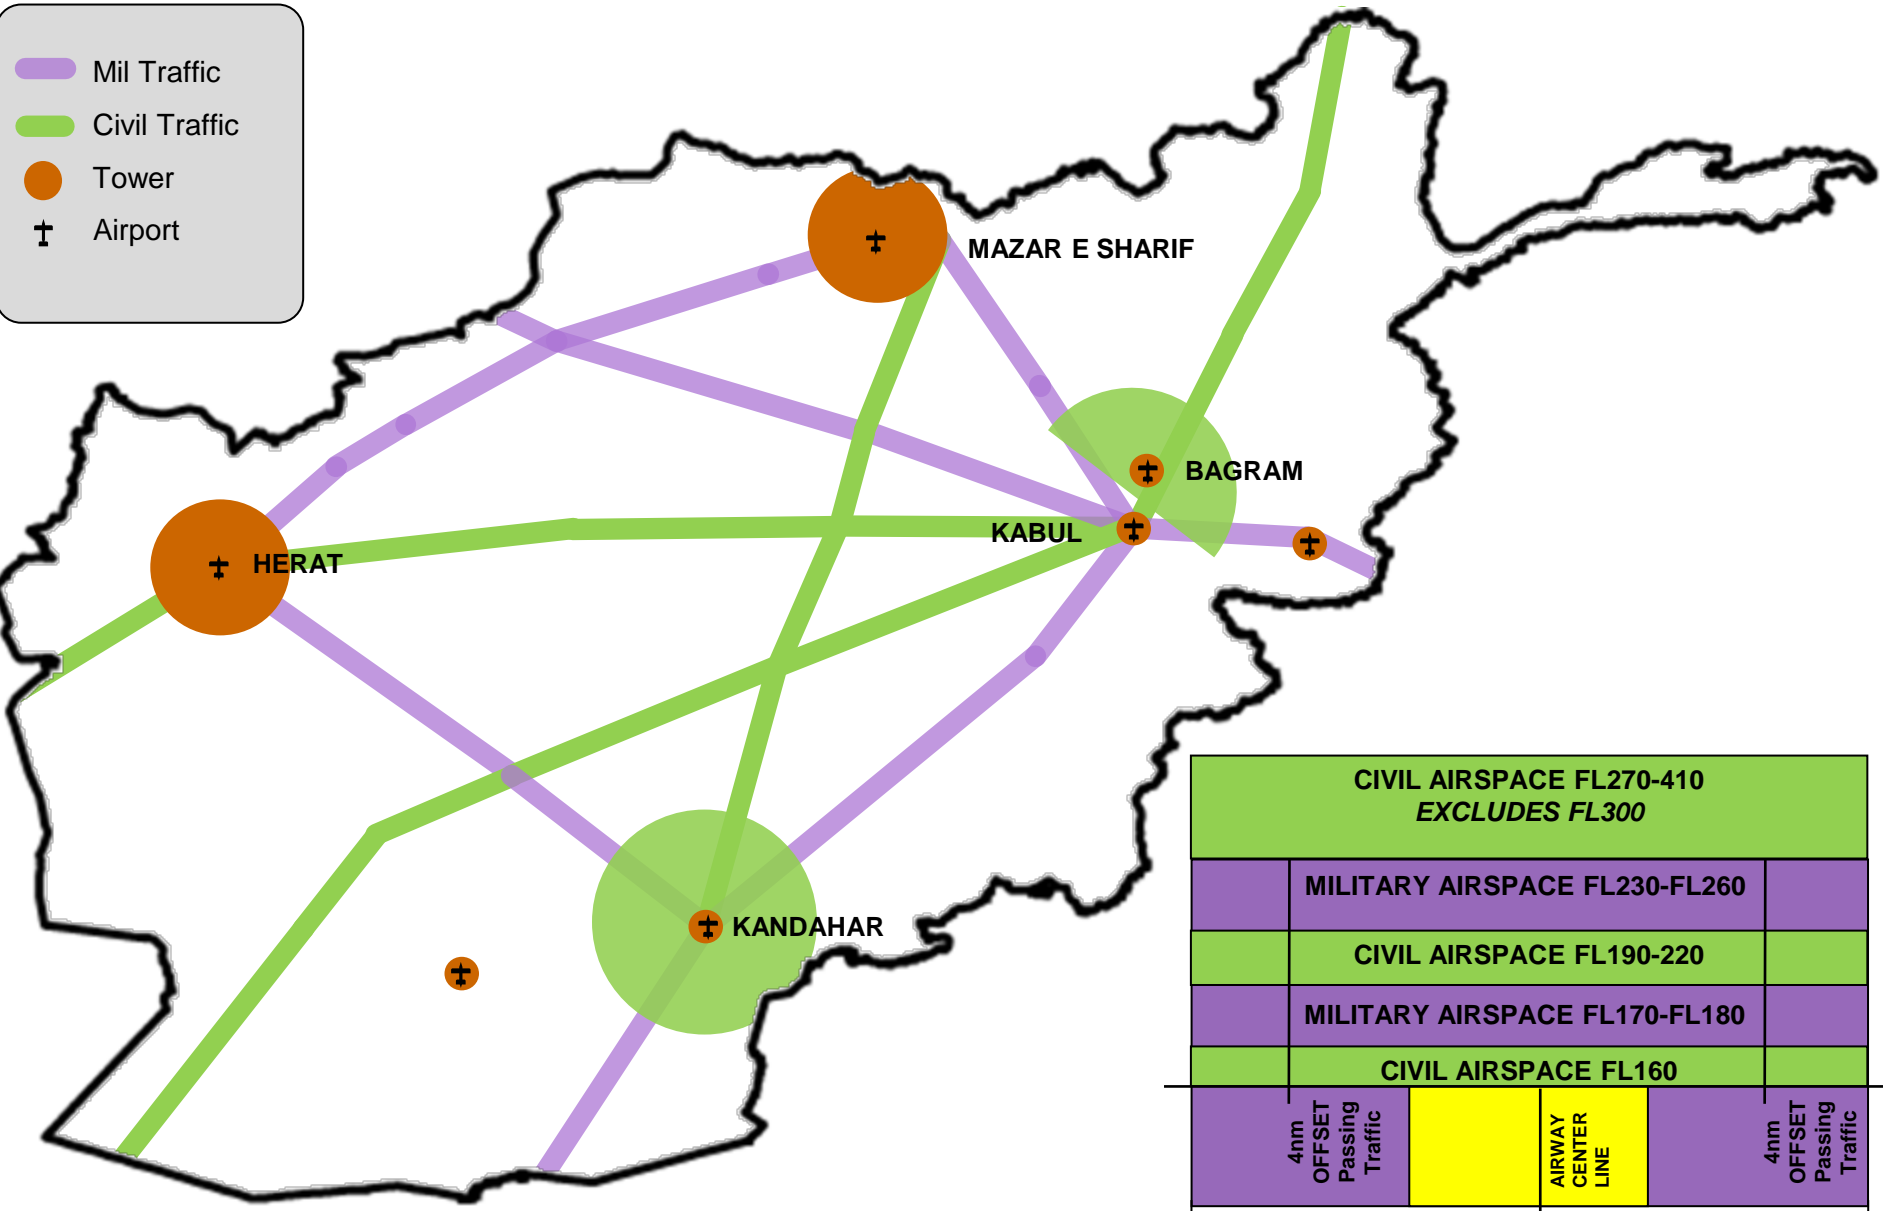 Mil Traffic
Civil Traffic
Tower
Airport
MAZAR E SHARIF
BAGRAM
KABUL
HERAT
KANDAHAR
CIVIL AIRSPACE FL270-410
EXCLUDES FL300
MILITARY AIRSPACE FL230-FL260
CIVIL AIRSPACE FL190-220
MILITARY AIRSPACE FL170-FL180
CIVIL AIRSPACE FL160
4nm
OFFSET
Passing
Traffic
AIRWAY
CENTER
LINE
4nm
OFFSET
Passing
Traffic